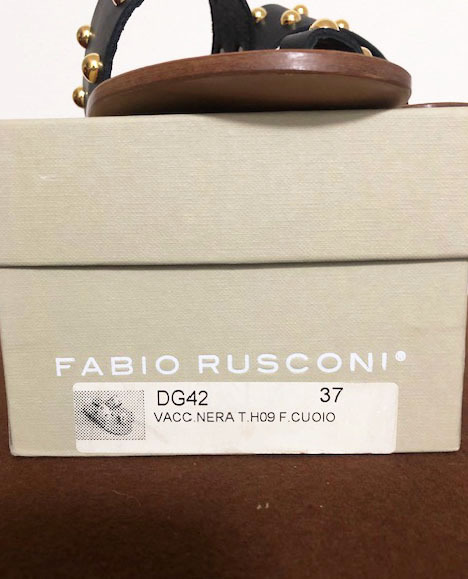 FABIO RUSCONI®
DG42 37
VACC.NERA T.H09 F.CUOIO